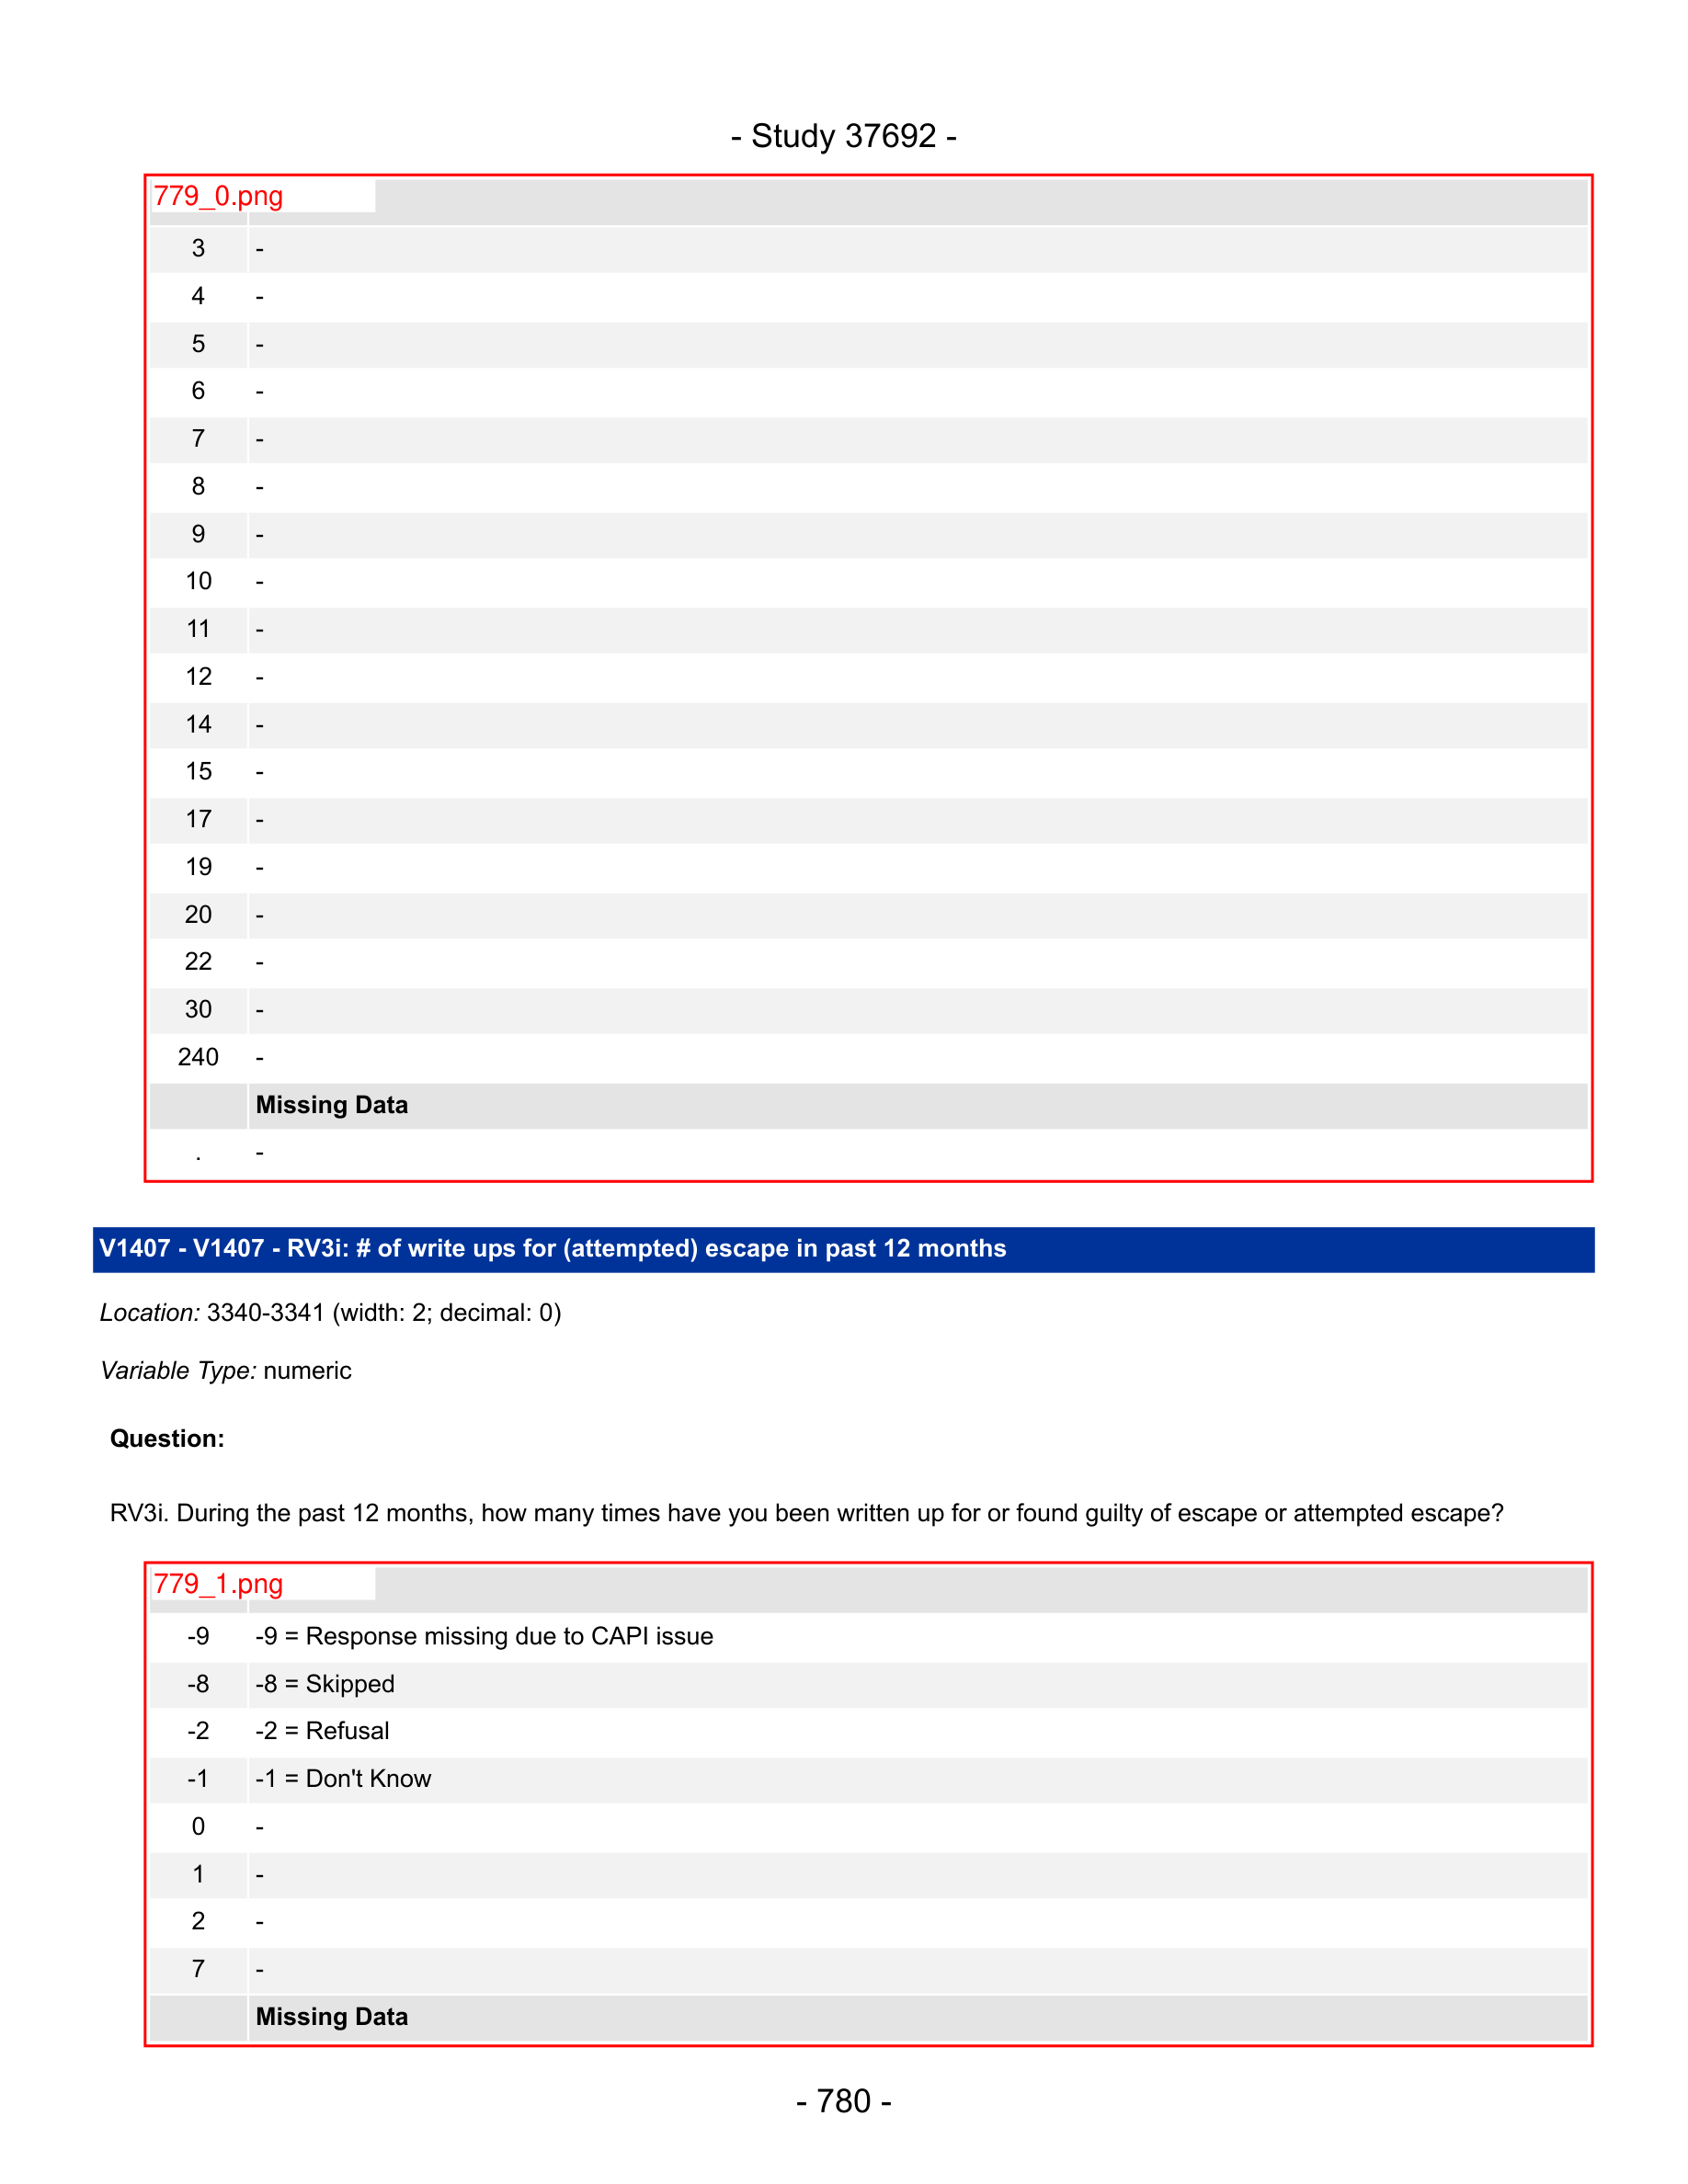 - Study 37692 -
779_0.png
3 -
4 -
5 -
6 -
7 -
8 -
9 -
10 -
11 -
12 -
14 -
15 -
17 -
19 -
20 -
22 -
30 -
240 -
Missing Data
. -
V1407 - V1407 - RV3i: # of write ups for (attempted) escape in past 12 months
Location: 3340-3341 (width: 2; decimal: 0)
Variable Type: numeric
Question:
RV3i. During the past 12 months, how many times have you been written up for or found guilty of escape or attempted escape?
779_1.png
-9 -9 = Response missing due to CAPI issue
-8 -8 = Skipped
-2 -2 = Refusal
-1 -1 = Don't Know
0 -
1 -
2 -
7 -
Missing Data
- 780 -